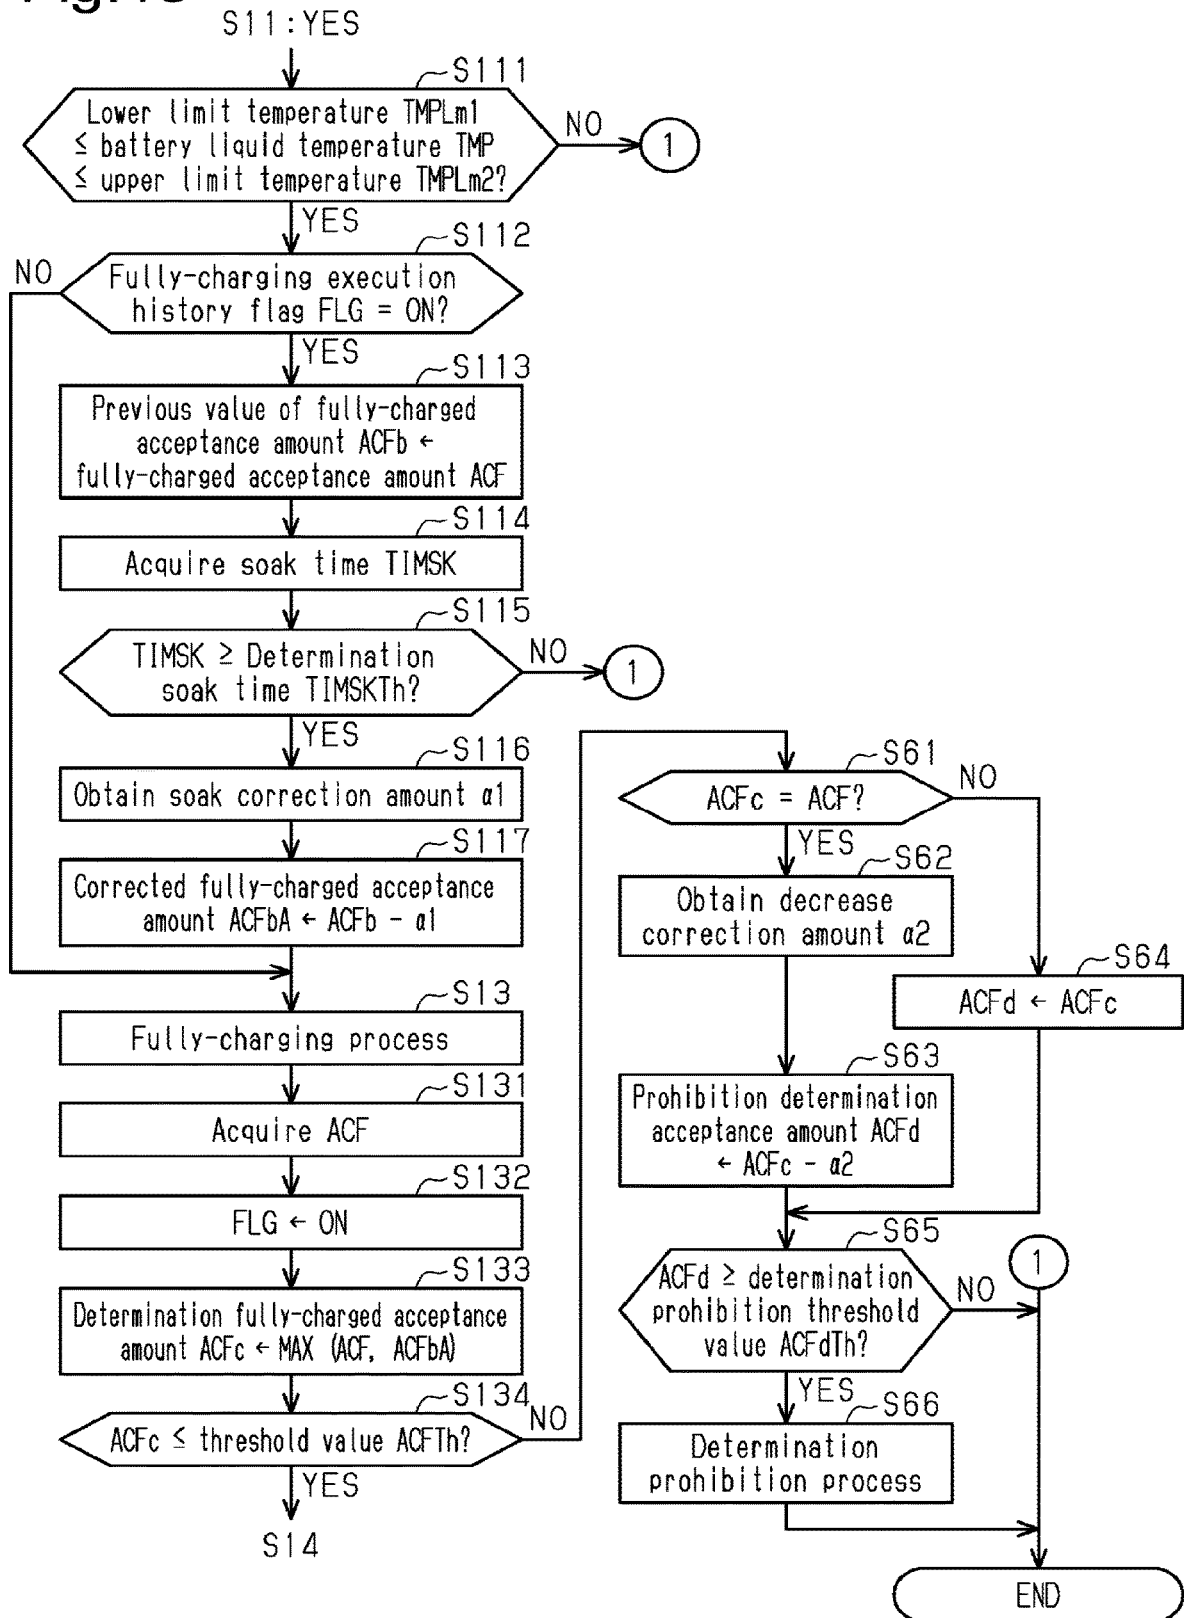 S11:YES
S111
Lower limit temperature TMPLm1
≤ battery liquid temperature TMP
≤ upper limit temperature TMPLm2?
NO
1
YES
S112
NO
Fully-charging execution
history flag FLG = ON?
YES
S113
Previous value of fully-charged
acceptance amount ACFb ←
fully-charged acceptance amount ACF
S114
Acquire soak time TIMSK
S115
TIMSK ≥ Determination
soak time TIMSKTh?
NO
1
YES
S116
Obtain soak correction amount α1
S117
Corrected fully-charged acceptance
amount ACFbA ← ACFb - α1
S13
Fully-charging process
S131
Acquire ACF
S132
FLG ← ON
S133
Determination fully-charged acceptance
amount ACFc ← MAX (ACF, ACFbA)
S134
ACFc ≤ threshold value ACFTh?
NO
YES
S14
S61
ACFc = ACF?
NO
YES
S62
Obtain decrease
correction amount α2
S64
ACFd ← ACFc
S63
Prohibition determination
acceptance amount ACFd
← ACFc - α2
S65
ACFd ≥ determination
prohibition threshold
value ACFdTh?
NO
1
YES
S66
Determination
prohibition process
END